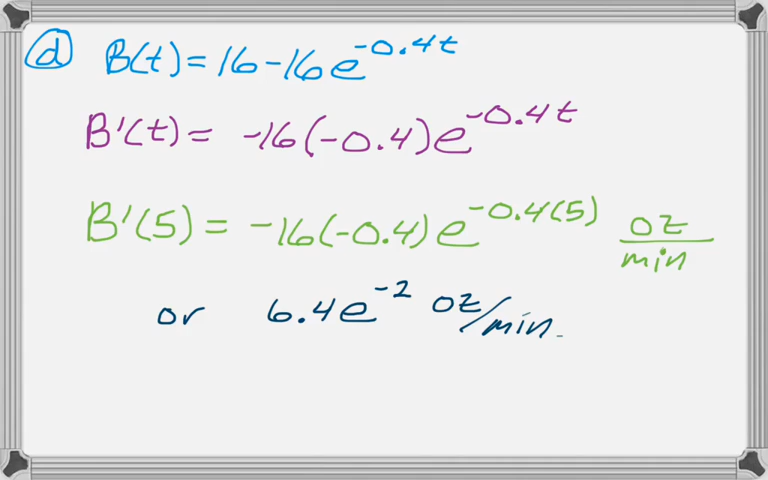 (d) B(t) = 16 - 16e^{-0.4t}
B'(t) = -16(-0.4)e^{-0.4t}
B'(5) = -16(-0.4)e^{-0.4(5)} oz/min
or 6.4e^{-2} oz/min.